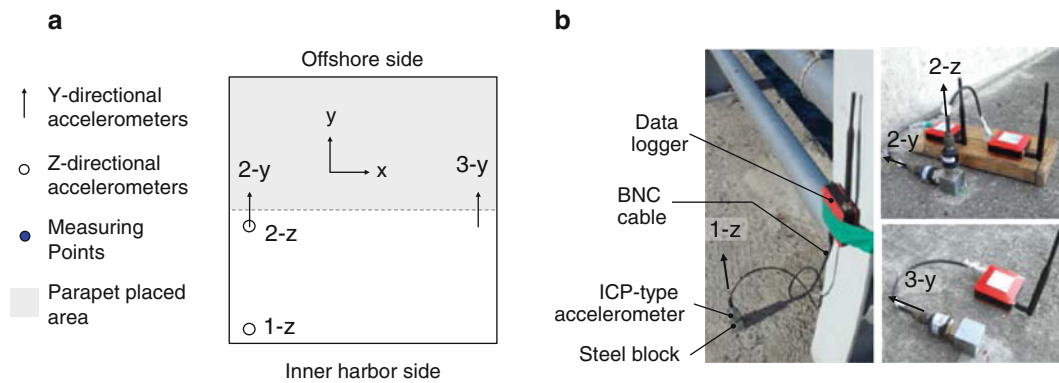 a
Y-directional
accelerometers
Z-directional
accelerometers
Measuring
Points
Parapet placed
area
Offshore side
y
x
2-y
3-y
2-z
1-z
Inner harbor side
b
Data
logger
BNC
cable
1-z
ICP-type
accelerometer
Steel block
2-z
2-y
3-y